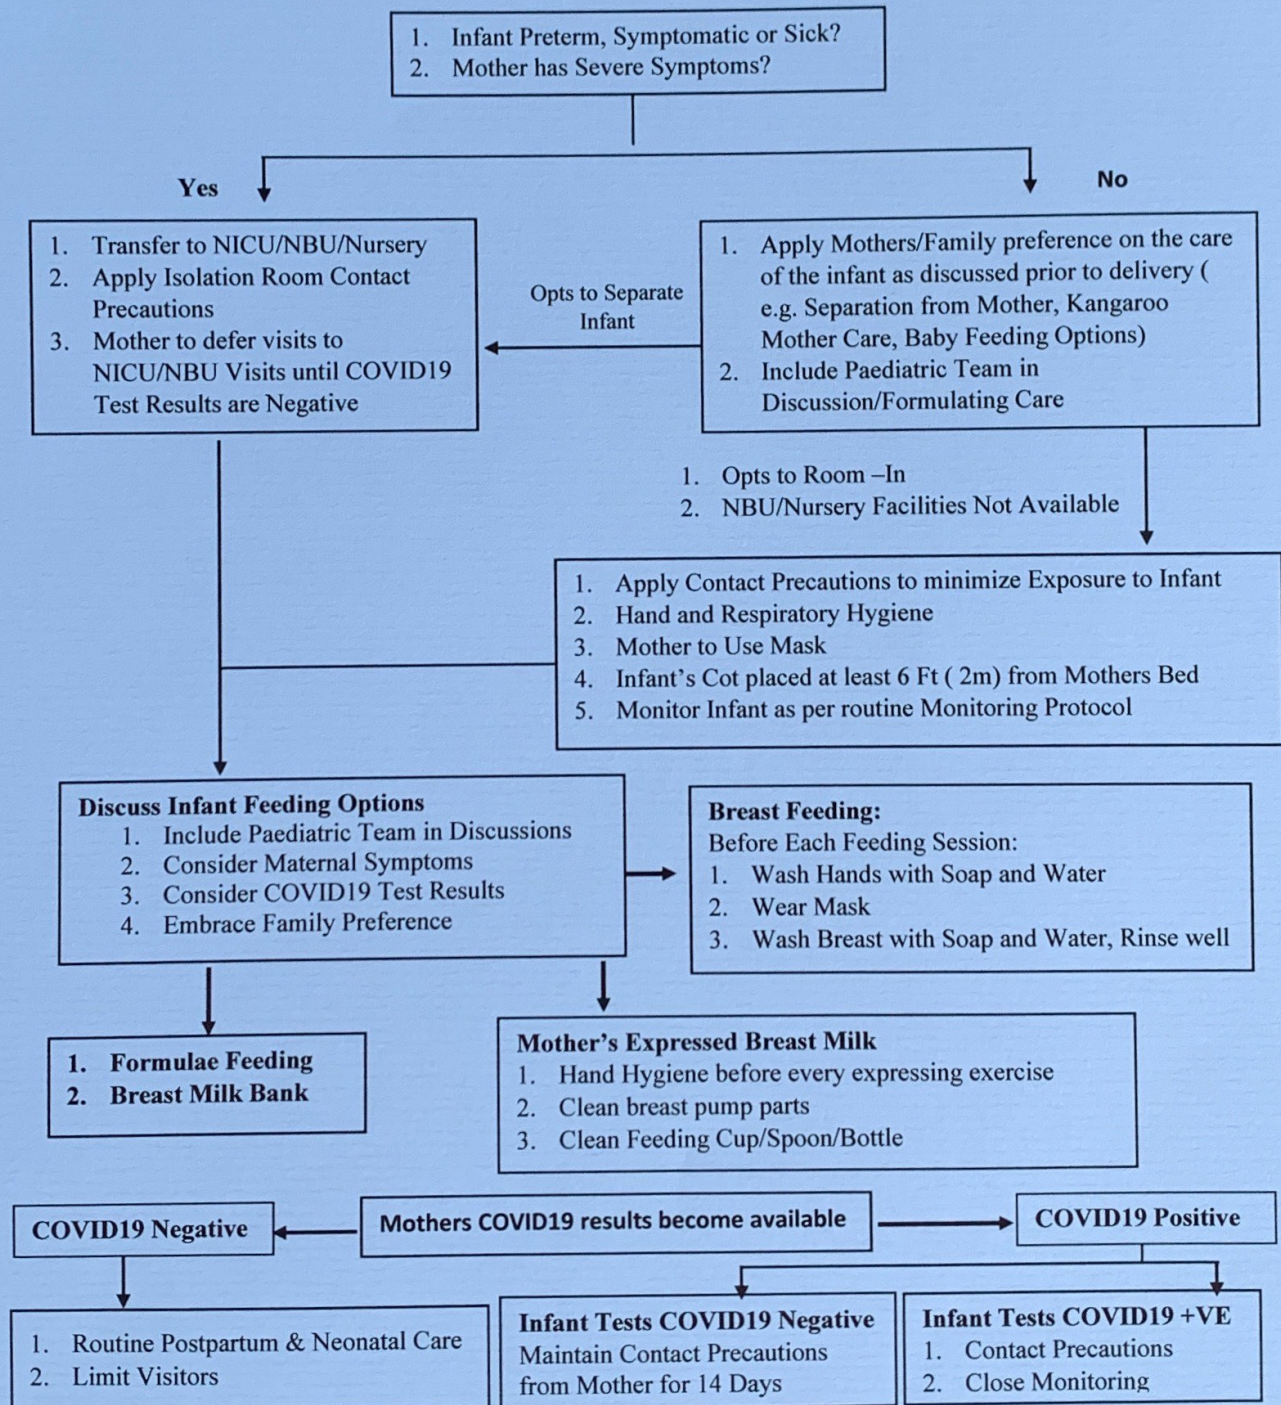 1. Infant Preterm, Symptomatic or Sick?
2. Mother has Severe Symptoms?
Yes
No
1. Transfer to NICU/NBU/Nursery
2. Apply Isolation Room Contact
Precautions
3. Mother to defer visits to
NICU/NBU Visits until COVID19
Test Results are Negative
Opts to Separate
Infant
1. Apply Mothers/Family preference on the care
of the infant as discussed prior to delivery (
e.g. Separation from Mother, Kangaroo
Mother Care, Baby Feeding Options)
2. Include Paediatric Team in
Discussion/Formulating Care
1. Opts to Room –In
2. NBU/Nursery Facilities Not Available
1. Apply Contact Precautions to minimize Exposure to Infant
2. Hand and Respiratory Hygiene
3. Mother to Use Mask
4. Infant's Cot placed at least 6 Ft ( 2m) from Mothers Bed
5. Monitor Infant as per routine Monitoring Protocol
Discuss Infant Feeding Options
1. Include Paediatric Team in Discussions
2. Consider Maternal Symptoms
3. Consider COVID19 Test Results
4. Embrace Family Preference
Breast Feeding:
Before Each Feeding Session:
1. Wash Hands with Soap and Water
2. Wear Mask
3. Wash Breast with Soap and Water, Rinse well
1. Formulae Feeding
2. Breast Milk Bank
Mother's Expressed Breast Milk
1. Hand Hygiene before every expressing exercise
2. Clean breast pump parts
3. Clean Feeding Cup/Spoon/Bottle
COVID19 Negative
Mothers COVID19 results become available
COVID19 Positive
1. Routine Postpartum & Neonatal Care
2. Limit Visitors
Infant Tests COVID19 Negative
Maintain Contact Precautions
from Mother for 14 Days
Infant Tests COVID19 +VE
1. Contact Precautions
2. Close Monitoring